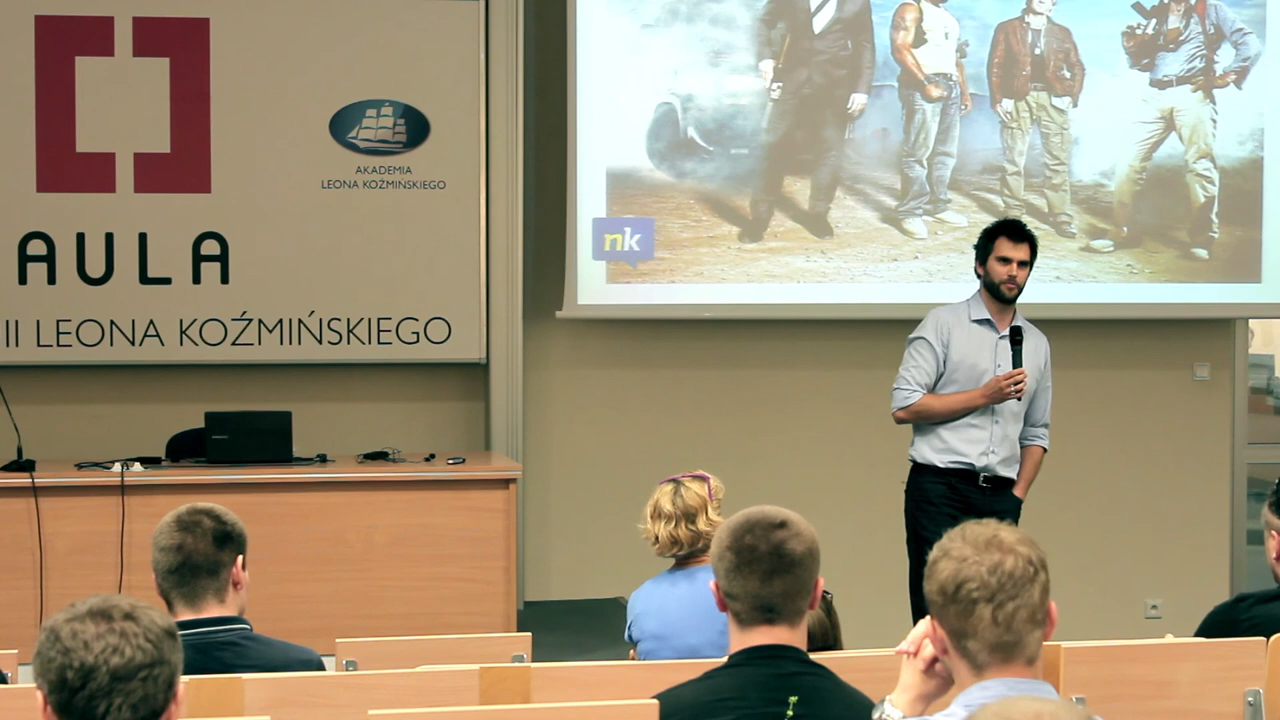 AULA
II LEONA KOŹMIŃSKIEGO
AKADEMIA
LEONA KOŹMIŃSKIEGO
nk